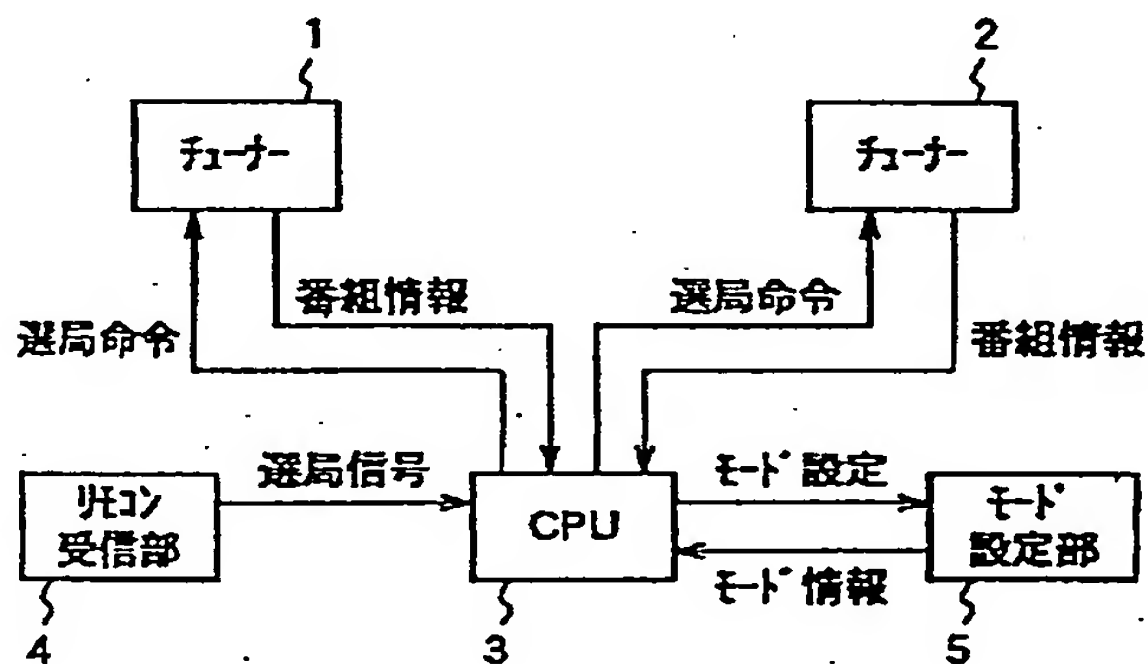 1
2
チューナー
チューナー
番組情報
選局命令
選局命令
番組情報
選局信号
モード設定
リモコン
受信部
CPU
モード
設定部
モード情報
4
3
5